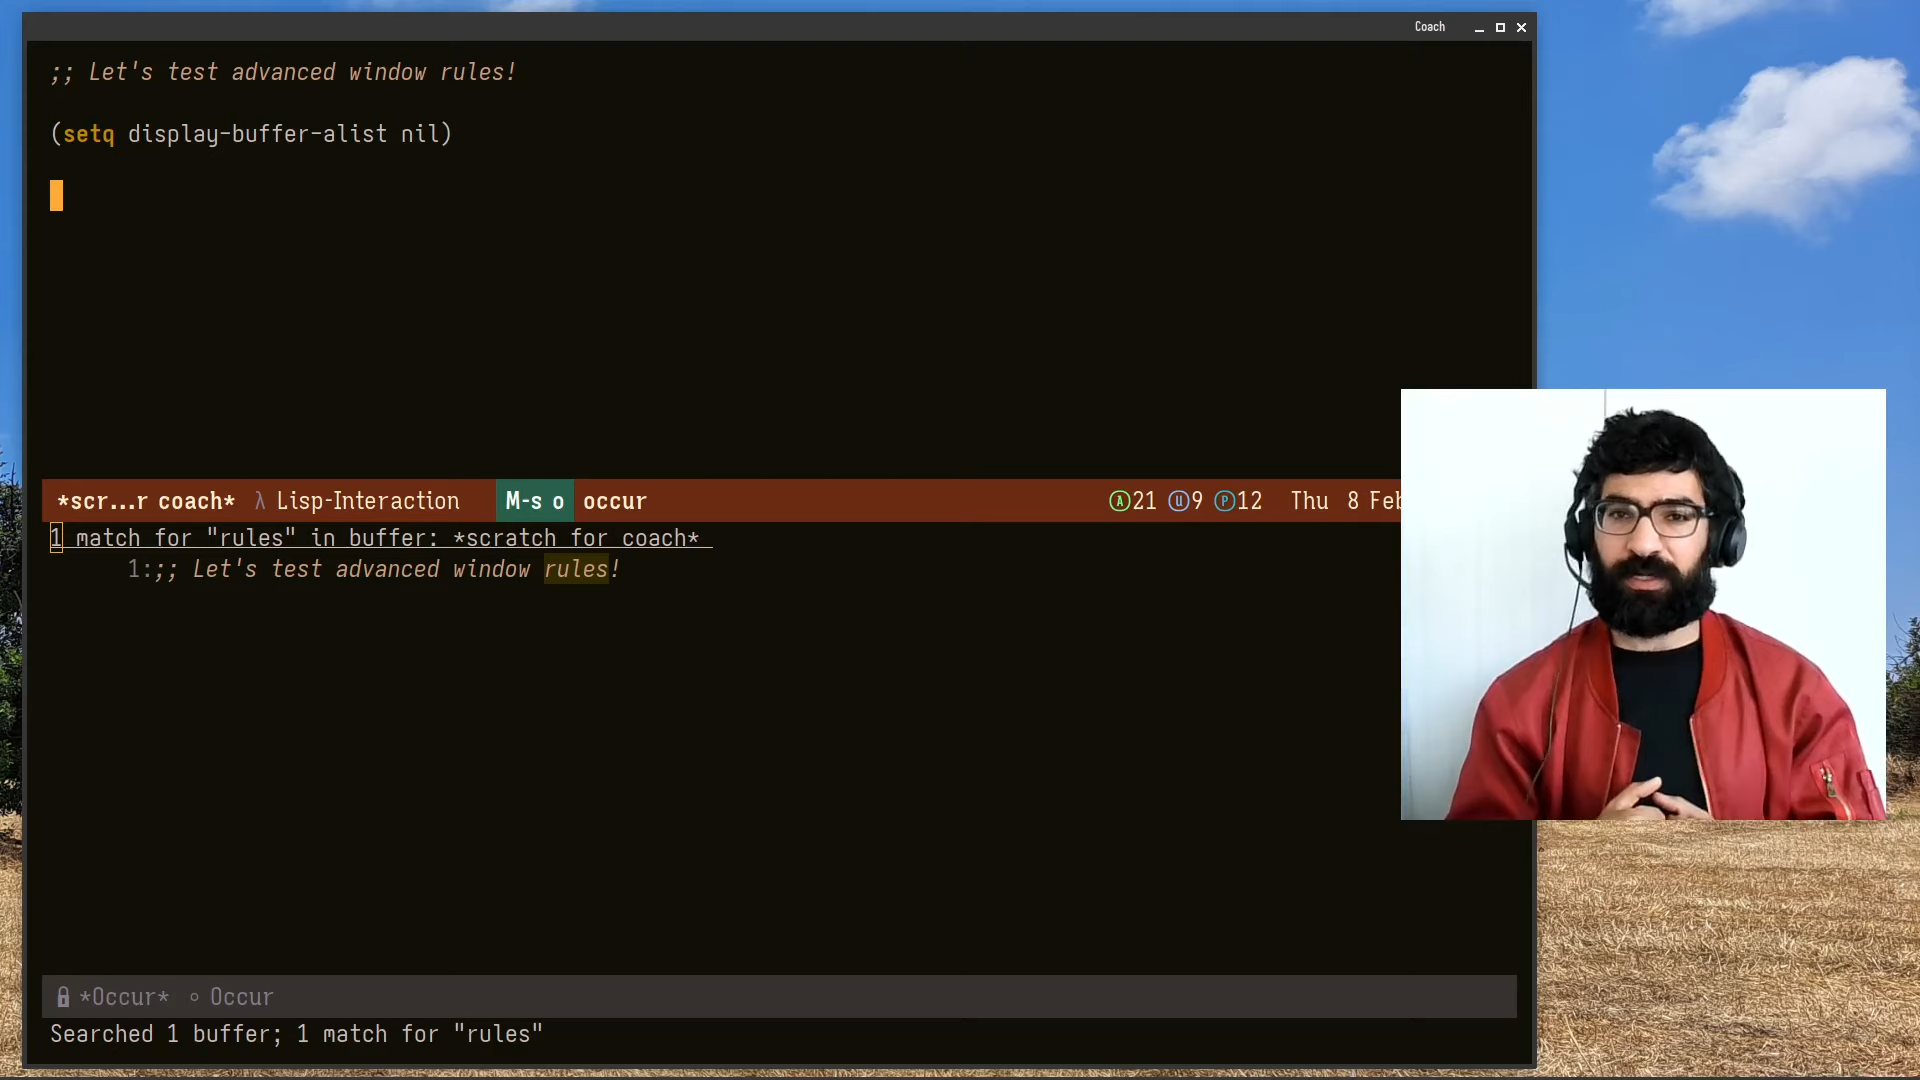 Coach
;; Let's test advanced window rules!
(setq display-buffer-alist nil)
*scr...r coach* λ Lisp-Interaction M-s o occur A21 U9 P12 Thu 8 Feb
1 match for "rules" in buffer: *scratch for coach*
1:;; Let's test advanced window rules!
*Occur* Occur
Searched 1 buffer; 1 match for "rules"